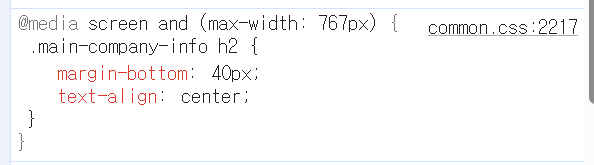 @media screen and (max-width: 767px) { common.css:2217
.main-company-info h2 {
margin-bottom: 40px;
text-align: center;
}
}